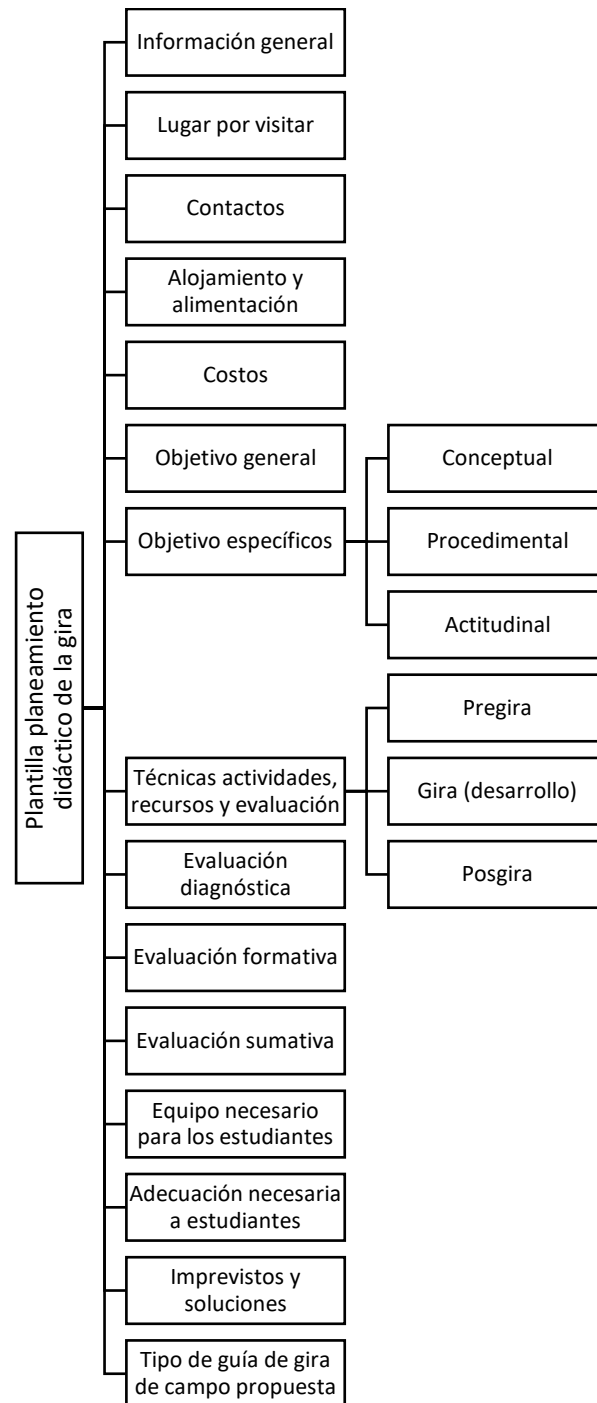 Plantilla planeamiento
didáctico de la gira
Información general
Lugar por visitar
Contactos
Alojamiento y
alimentación
Costos
Objetivo general
Objetivo específicos
Conceptual
Procedimental
Actitudinal
Técnicas actividades,
recursos y evaluación
Pregira
Gira (desarrollo)
Posgira
Evaluación
diagnóstica
Evaluación formativa
Evaluación sumativa
Equipo necesario
para los estudiantes
Adecuación necesaria
a estudiantes
Imprevistos y
soluciones
Tipo de guía de gira
de campo propuesta